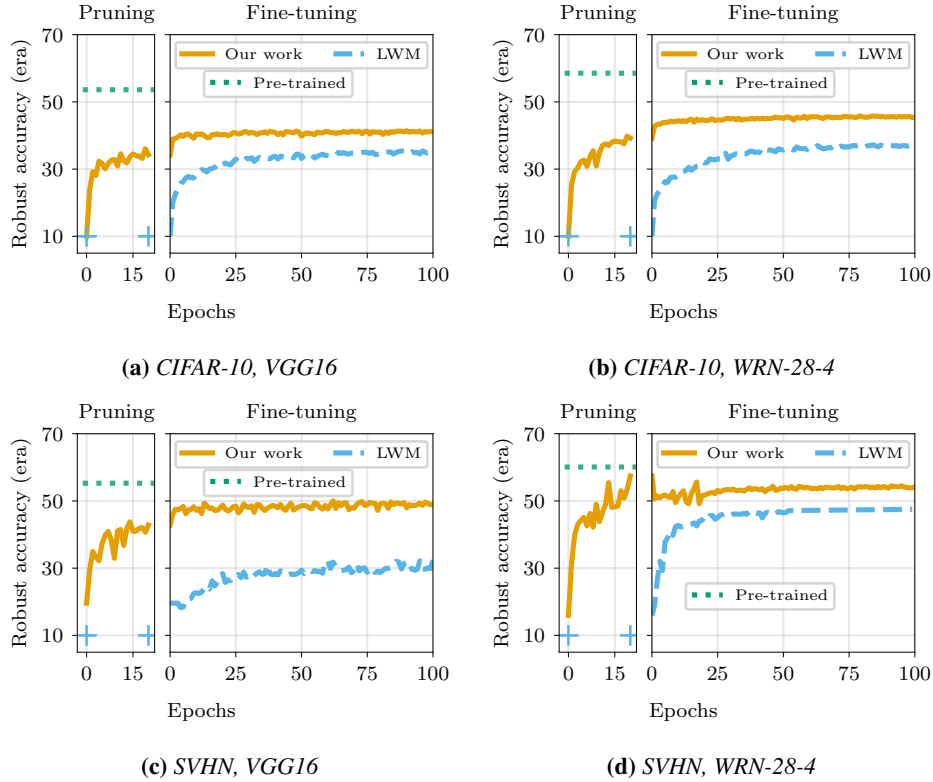 Pruning Fine-tuning
Robust accuracy (era)
70
50
30
10
Our work LWM
Pre-trained
0 15 0 25 50 75 100
Epochs
(a) CIFAR-10, VGG16
Pruning Fine-tuning
Robust accuracy (era)
70
50
30
10
Our work LWM
Pre-trained
0 15 0 25 50 75 100
Epochs
(b) CIFAR-10, WRN-28-4
Pruning Fine-tuning
Robust accuracy (era)
70
50
30
10
Our work LWM
Pre-trained
0 15 0 25 50 75 100
Epochs
(c) SVHN, VGG16
Pruning Fine-tuning
Robust accuracy (era)
70
50
30
10
Our work LWM
Pre-trained
0 15 0 25 50 75 100
Epochs
(d) SVHN, WRN-28-4